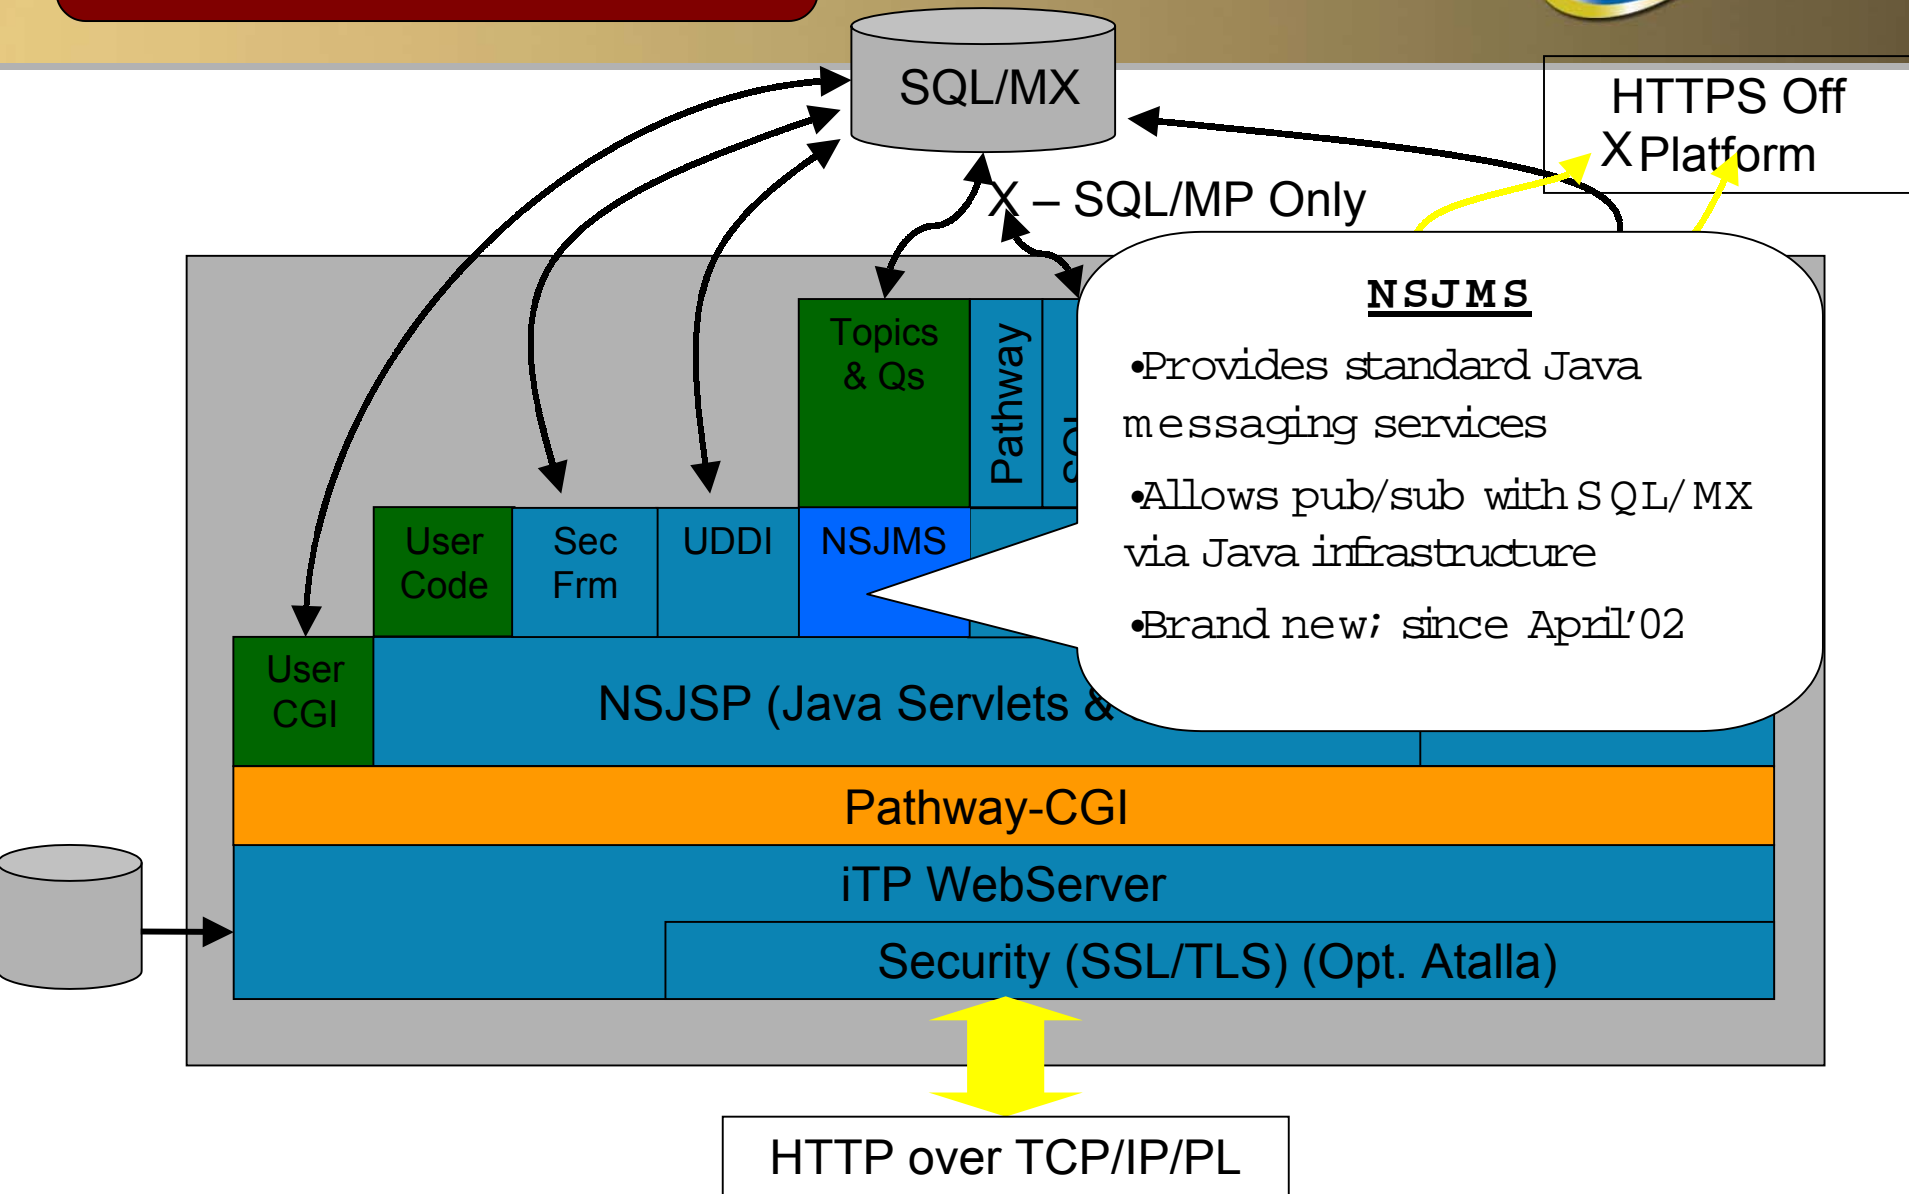 SQL/MX
HTTPS Off
X Platform
X – SQL/MP Only
NSJMS
•Provides standard Java
messaging services
•Allows pub/sub with SQL/MX
via Java infrastructure
•Brand new; since April'02
Topics
& Qs
Pathway
User
Code
Sec
Frm
UDDI
NSJMS
User
CGI
NSJSP (Java Servlets &
Pathway-CGI
iTP WebServer
Security (SSL/TLS) (Opt. Atalla)
HTTP over TCP/IP/PL